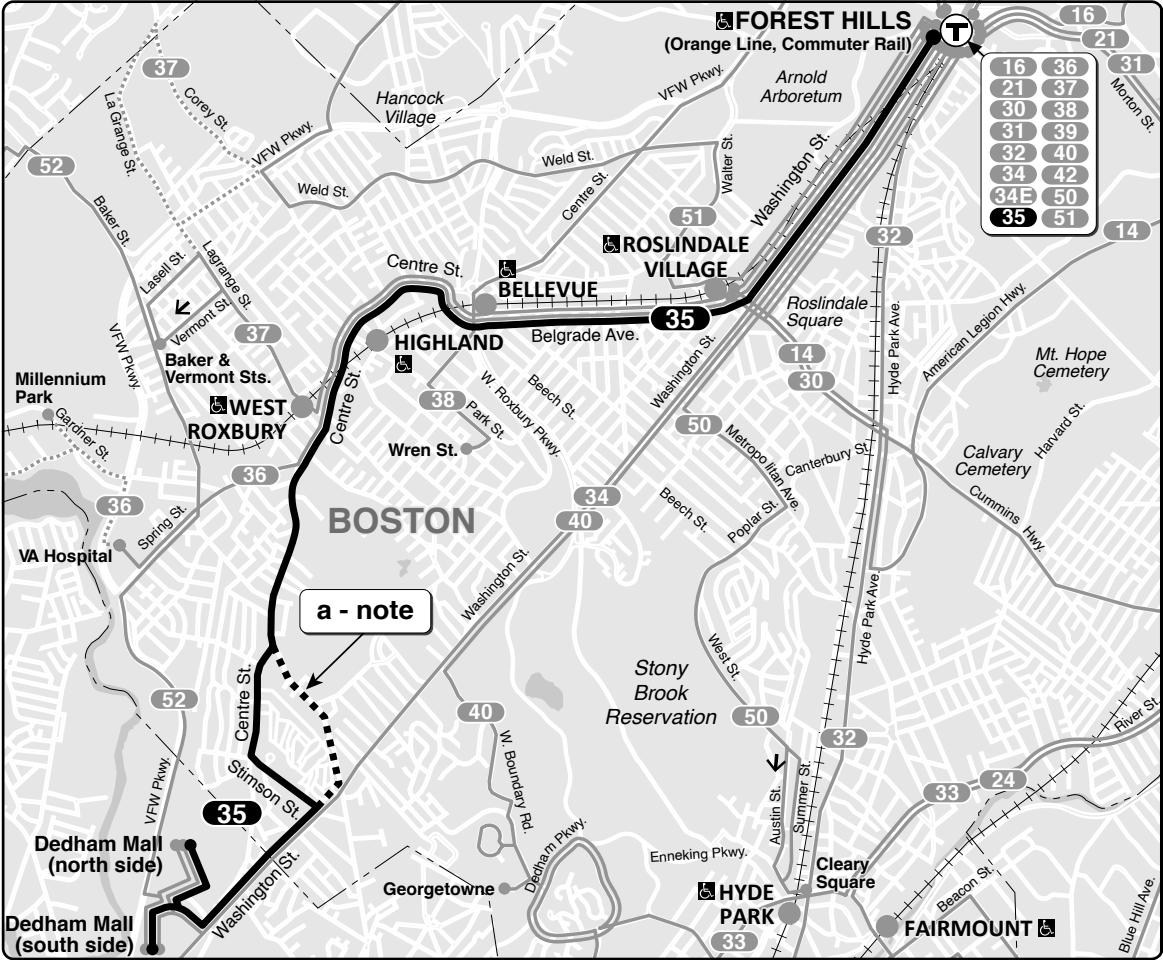 FOREST HILLS
(Orange Line, Commuter Rail)
T
16
21
31
Morton St.
16 36
21 37
30 38
31 39
32 40
34 42
34E 50
35 51
14
37
La Grange St.
Corey St.
VFW Pkwy.
Hancock
Village
VFW Pkwy.
Arnold
Arboretum
52
Weld St.
Weld St.
Centre St.
Walter St.
Washington St.
Baker St.
51
ROSLINDALE
VILLAGE
32
Lasell St.
Lagrange St.
Vermont St.
Centre St.
BELLEVUE
Roslindale
Square
American Legion Hwy.
Hyde Park Ave.
VFW Pkwy.
37
35
Belgrade Ave.
HIGHLAND
Baker &
Vermont Sts.
Washington St.
14
30
Mt. Hope
Cemetery
Millennium
Park
Gardner St.
WEST
ROXBURY
Centre St.
38
Park St.
W. Roxbury Pkwy.
Beech St.
Wren St.
50
Metropolitan Ave.
Canterbury St.
Harvard St.
Calvary
Cemetery
36
36
Spring St.
VA Hospital
BOSTON
34
40
Beech St.
Poplar St.
Cummins Hwy.
Washington St.
a - note
Hyde Park Ave.
West St.
Stony
Brook
Reservation
Centre St.
52
40
50
32
River St.
W. Boundary Rd.
VFW Pkwy.
Stimson St.
35
Austin St.
Summer St.
33
24
Dedham Mall
(north side)
Washington St.
Dedham Pkwy.
Enneking Pkwy.
Cleary
Square
Georgetowne
HYDE
PARK
Beacon St.
Dedham Mall
(south side)
33
FAIRMOUNT
Blue Hill Ave.